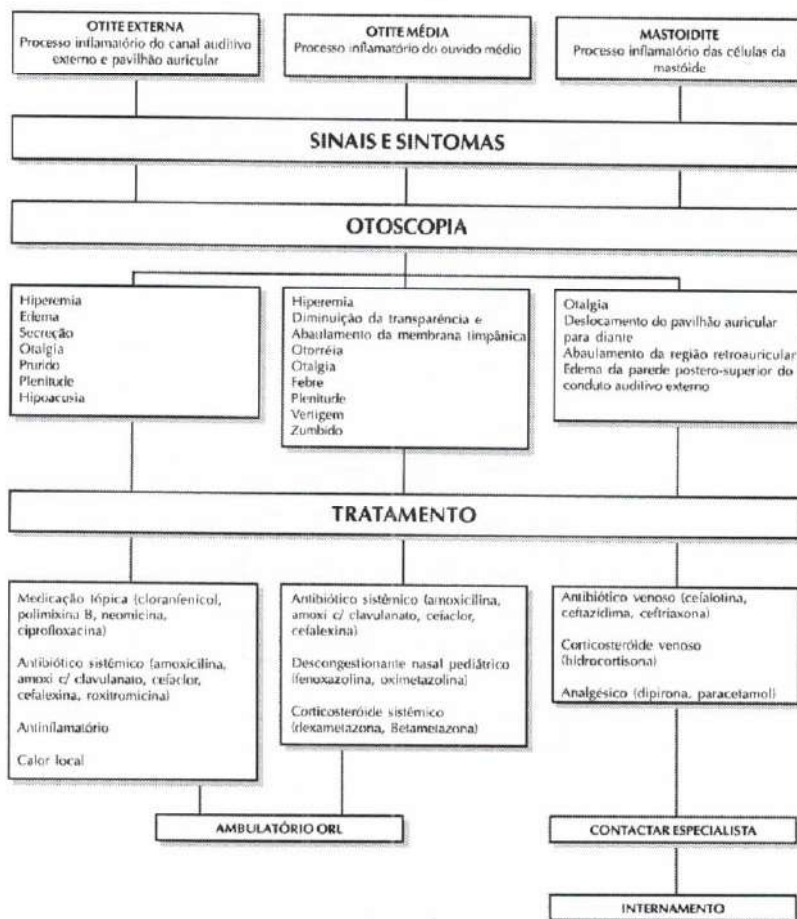 OTITE EXTERNA
Processo inflamatório do canal auditivo
externo e pavilhão auricular
OTITE MÉDIA
Processo inflamatório do ouvido médio
MASTOIDITE
Processo inflamatório das células da
mastóide
SINAIS E SINTOMAS
OTOSCOPIA
Hiperemia
Edema
Secreção
Otalgia
Prurido
Plenitude
Hipoacusia
Hiperemia
Diminuição da transparência e
Abaulamento da membrana timpânica
Otorréia
Otalgia
Febre
Plenitude
Vertigem
Zumbido
Otalgia
Deslocamento do pavilhão auricular
para diante
Abaulamento da região retroauricular
Edema da parede postero-superior do
conduto auditivo externo
TRATAMENTO
Medicação tópica (cloranfenicol,
polimixina B, neomicina,
ciprofloxacina)
Antibiótico sistêmico (amoxicilina,
amoxi c/ clavulanato, cefaclor,
cefalexina, roxitromicina)
Antinflamatório
Calor local
Antibiótico sistêmico (amoxicilina,
amoxi c/ clavulanato, cefaclor,
cefalexina)
Descongestionante nasal pediátrico
(fenoxazolina, oximetazolina)
Corticosteróide sistêmico
(dexametazona, Betametazona)
Antibiótico venoso (cefalotina,
ceftazidima, ceftriaxona)
Corticosteróide venoso
(hidrocortisona)
Analgésico (dipirona, paracetamol)
AMBULATÓRIO ORL
CONTACTAR ESPECIALISTA
INTERNAMENTO